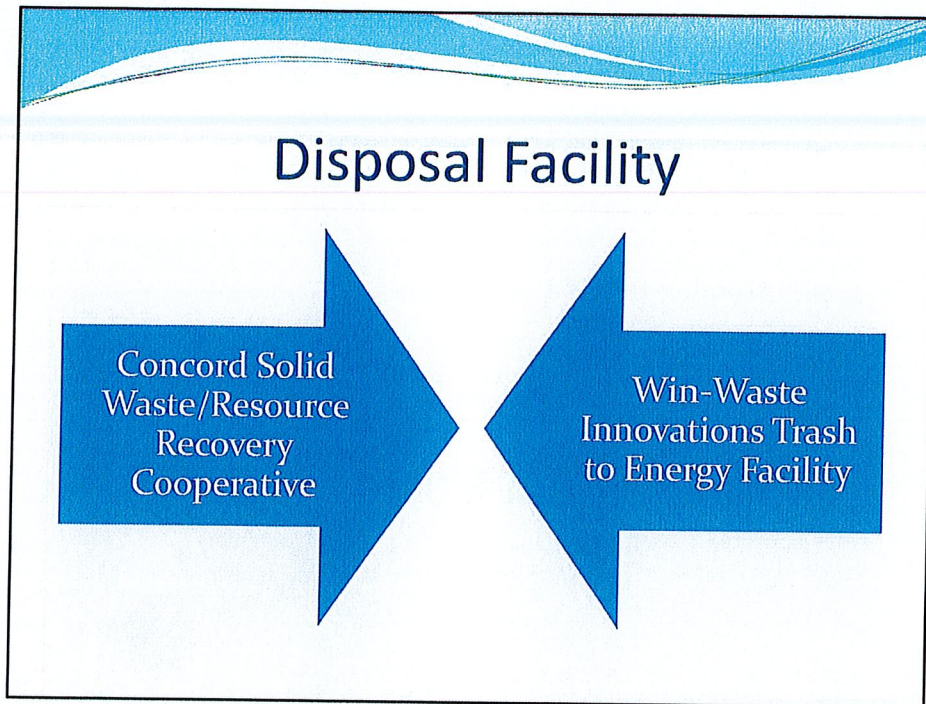 Disposal Facility
Concord Solid
Waste/Resource
Recovery
Cooperative
Win-Waste
Innovations Trash
to Energy Facility